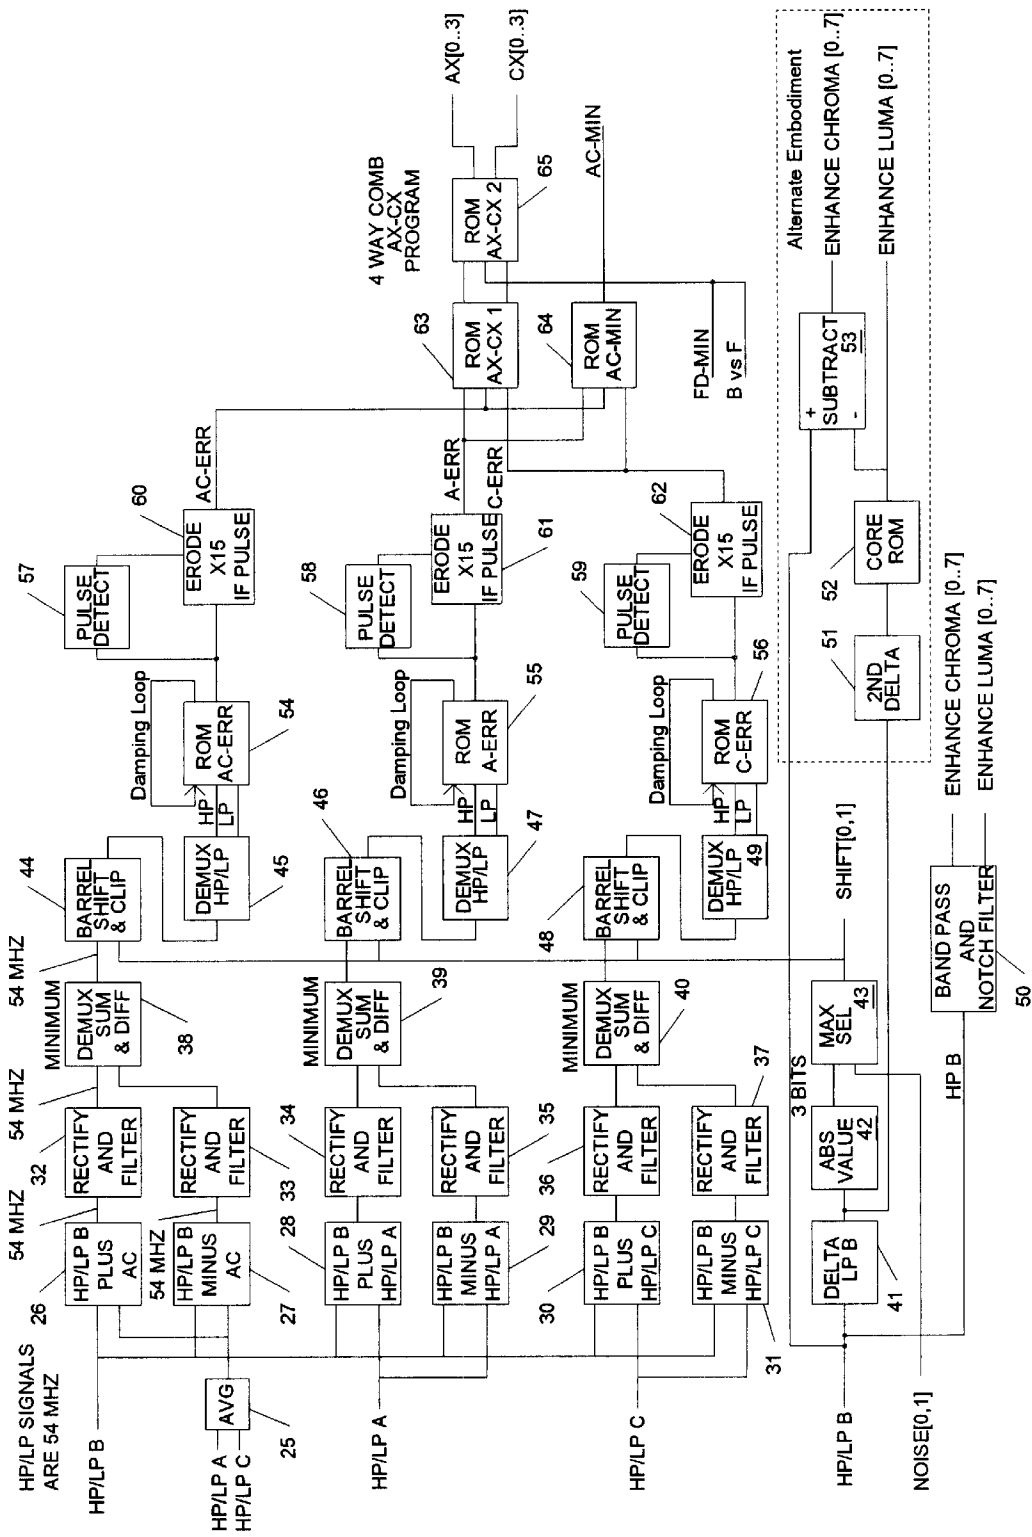 HP/LP SIGNALS
ARE 54 MHZ
HP/LP B
HP/LP A
HP/LP C
AVG
25
26
HP/LP B
PLUS
AC
54 MHZ
HP/LP B
MINUS
AC
27
54 MHZ
32
RECTIFY
AND
FILTER
RECTIFY
AND
FILTER
33
54 MHZ
MINIMUM
DEMUX
SUM
& DIFF
38
54 MHZ
44
BARREL
SHIFT
& CLIP
DEMUX
HP/LP
45
HP
LP
Damping Loop
ROM
AC-ERR
54
57
PULSE
DETECT
60
ERODE
X15
IF PULSE
AC-ERR
HP/LP A
28
HP/LP B
PLUS
HP/LP A
HP/LP B
MINUS
HP/LP A
29
34
RECTIFY
AND
FILTER
RECTIFY
AND
FILTER
35
MINIMUM
DEMUX
SUM
& DIFF
39
46
BARREL
SHIFT
& CLIP
DEMUX
HP/LP
47
HP
LP
Damping Loop
ROM
A-ERR
55
58
PULSE
DETECT
ERODE
X15
IF PULSE
61
A-ERR
C-ERR
4 WAY COMB
AX-CX
PROGRAM
63
ROM
AX-CX 1
ROM
AX-CX 2
65
AX[0..3]
CX[0..3]
64
ROM
AC-MIN
AC-MIN
FD-MIN
B vs F
HP/LP C
30
HP/LP B
PLUS
HP/LP C
HP/LP B
MINUS
HP/LP C
31
36
RECTIFY
AND
FILTER
RECTIFY
AND
FILTER
37
MINIMUM
DEMUX
SUM
& DIFF
40
48
BARREL
SHIFT
& CLIP
DEMUX
HP/LP
49
HP
LP
Damping Loop
ROM
C-ERR
56
59
PULSE
DETECT
62
ERODE
X15
IF PULSE
HP/LP B
NOISE[0,1]
DELTA
LP B
41
ABS
VALUE
42
3 BITS
MAX
SEL
43
SHIFT[0,1]
HP B
BAND PASS
AND
NOTCH FILTER
50
ENHANCE CHROMA [0..7]
ENHANCE LUMA [0..7]
Alternate Embodiment
51
2ND
DELTA
52
CORE
ROM
+
SUBTRACT
53
-
ENHANCE CHROMA [0..7]
ENHANCE LUMA [0..7]